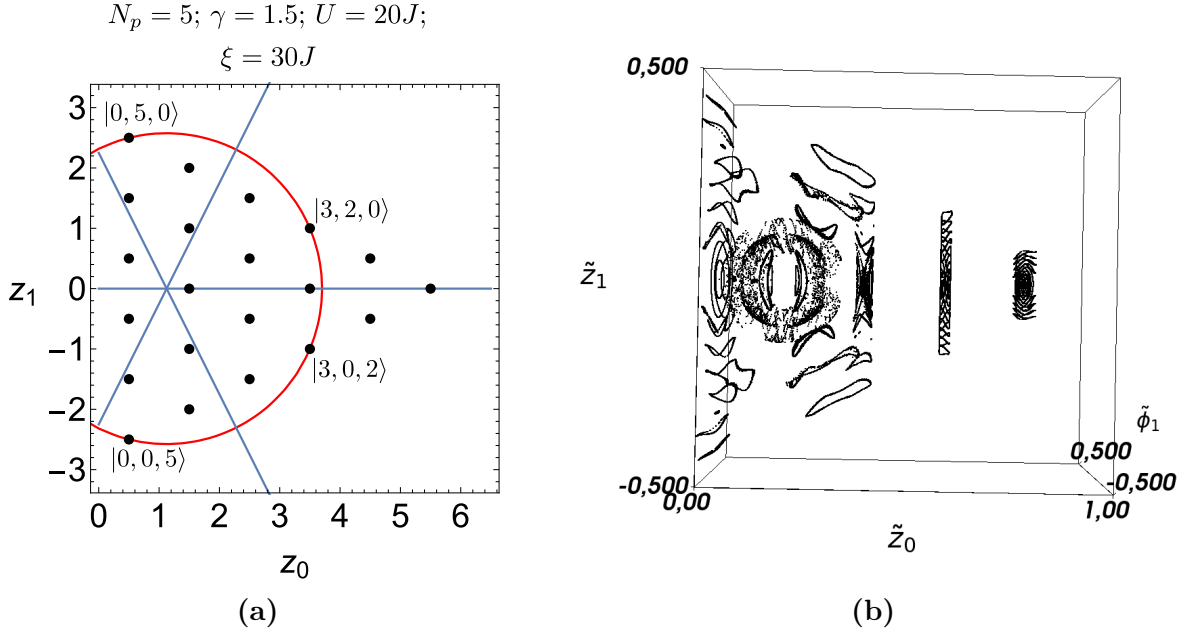 N_p = 5; γ = 1.5; U = 20J;
ξ = 30J
3
2
1
0
−1
−2
−3
z_1
|0, 5, 0⟩
|3, 2, 0⟩
|3, 0, 2⟩
|0, 0, 5⟩
0 1 2 3 4 5 6
z_0
(a)
0,500
z̃_1
-0,500
0,00
z̃_0
1,00
-0,500
0,500
ϕ̃_1
(b)